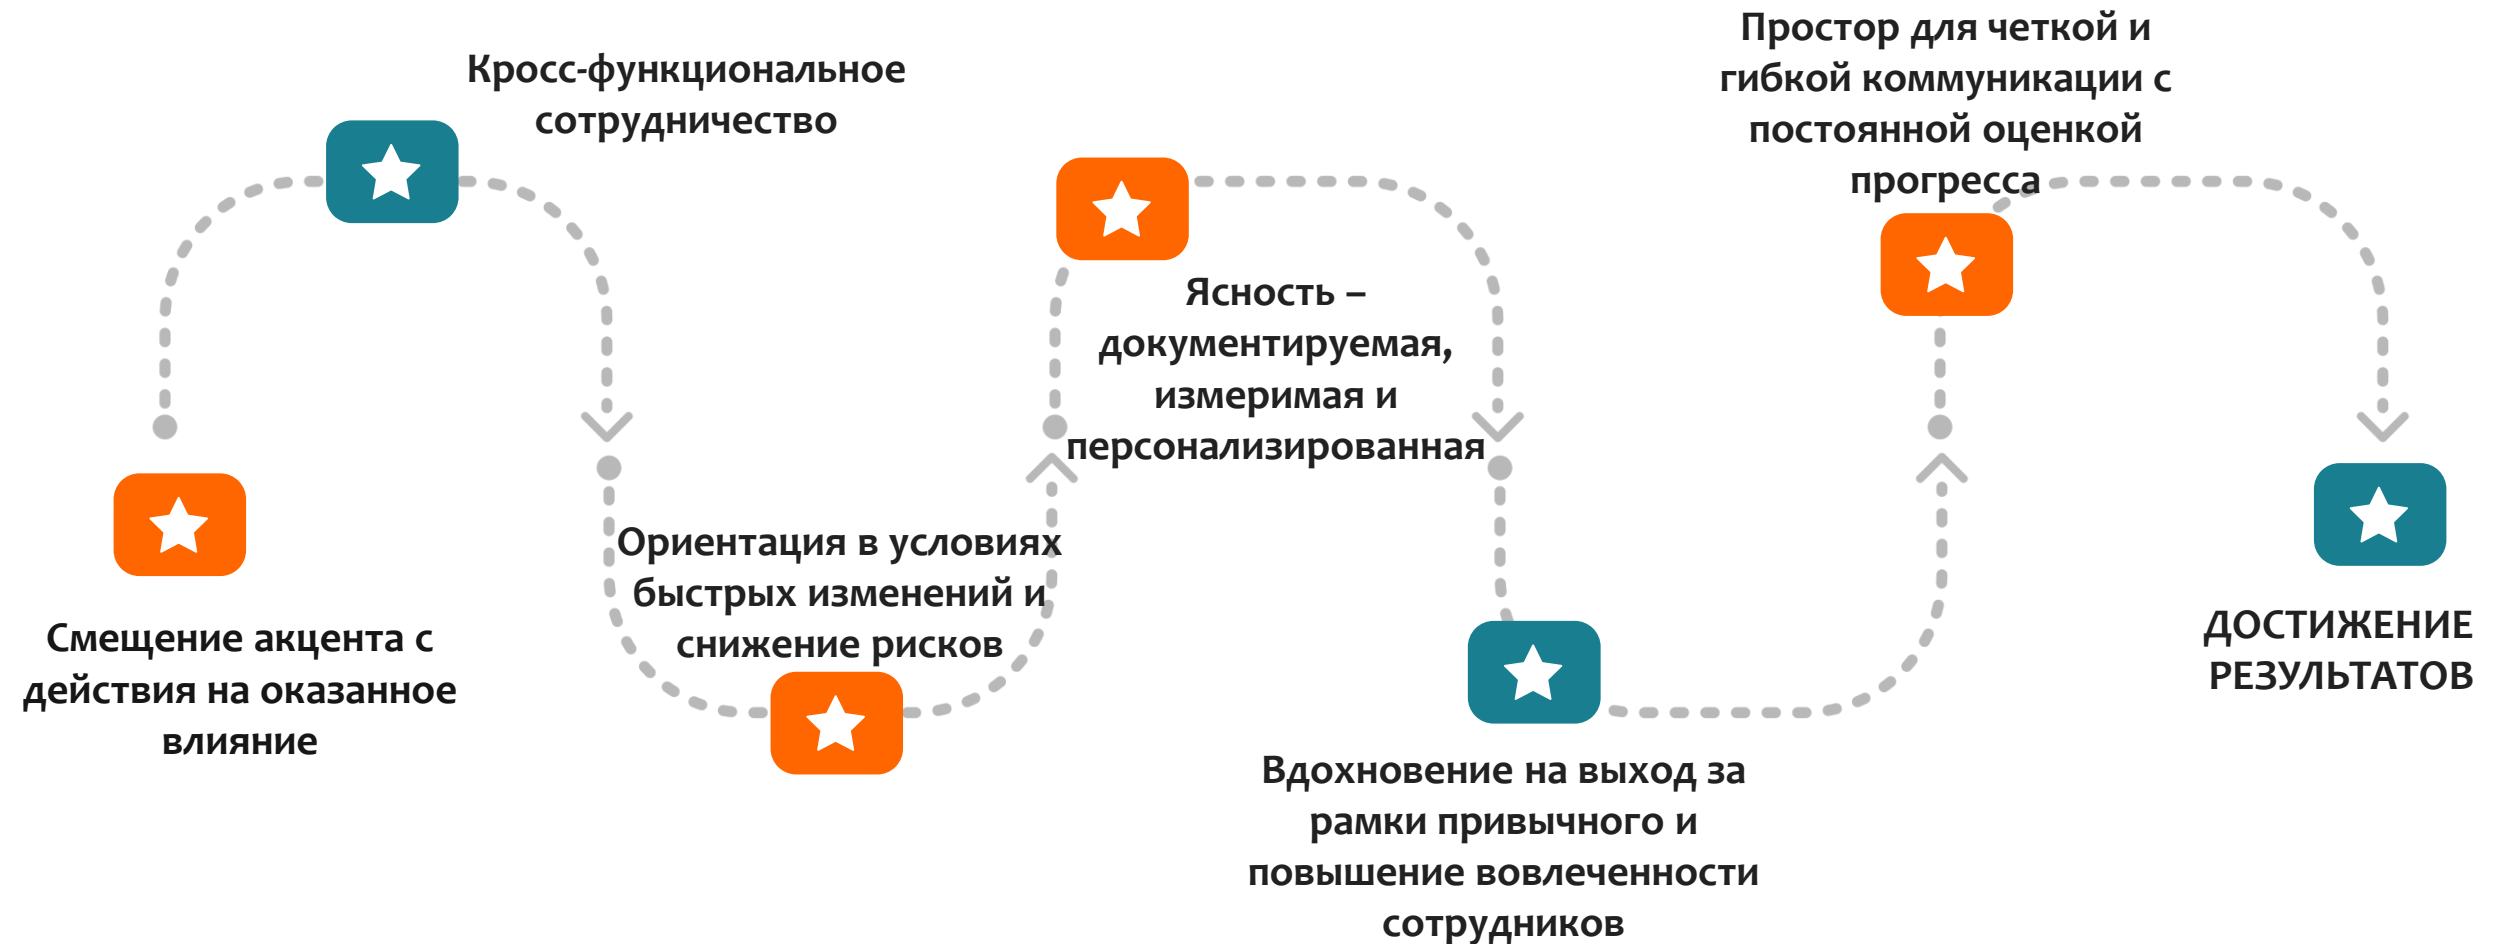 Смещение акцента с
действия на оказанное
влияние
Кросс-функциональное
сотрудничество
Ориентация в условиях
быстрых изменений и
снижение рисков
Ясность –
документируемая,
измеримая и
персонализированная
Вдохновение на выход за
рамки привычного и
повышение вовлеченности
сотрудников
Простор для четкой и
гибкой коммуникации с
постоянной оценкой
прогресса
ДОСТИЖЕНИЕ
РЕЗУЛЬТАТОВ